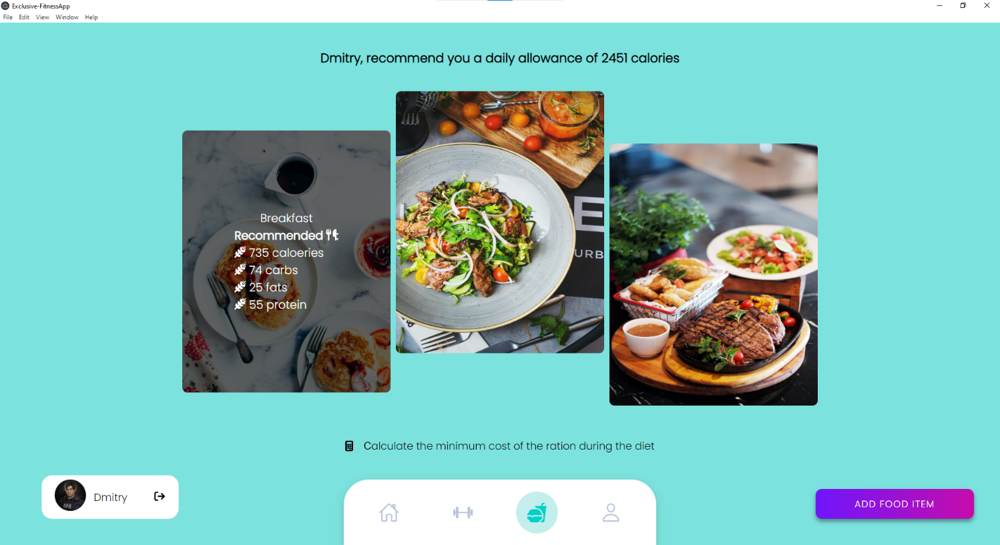 Exclusive-FitnessApp
File Edit View Window Help
Dmitry, recommend you a daily allowance of 2451 calories
Breakfast
Recommended :
735 caloeries
74 carbs
25 fats
55 protein
E
URB
Calculate the minimum cost of the ration during the diet
Dmitry
ADD FOOD ITEM